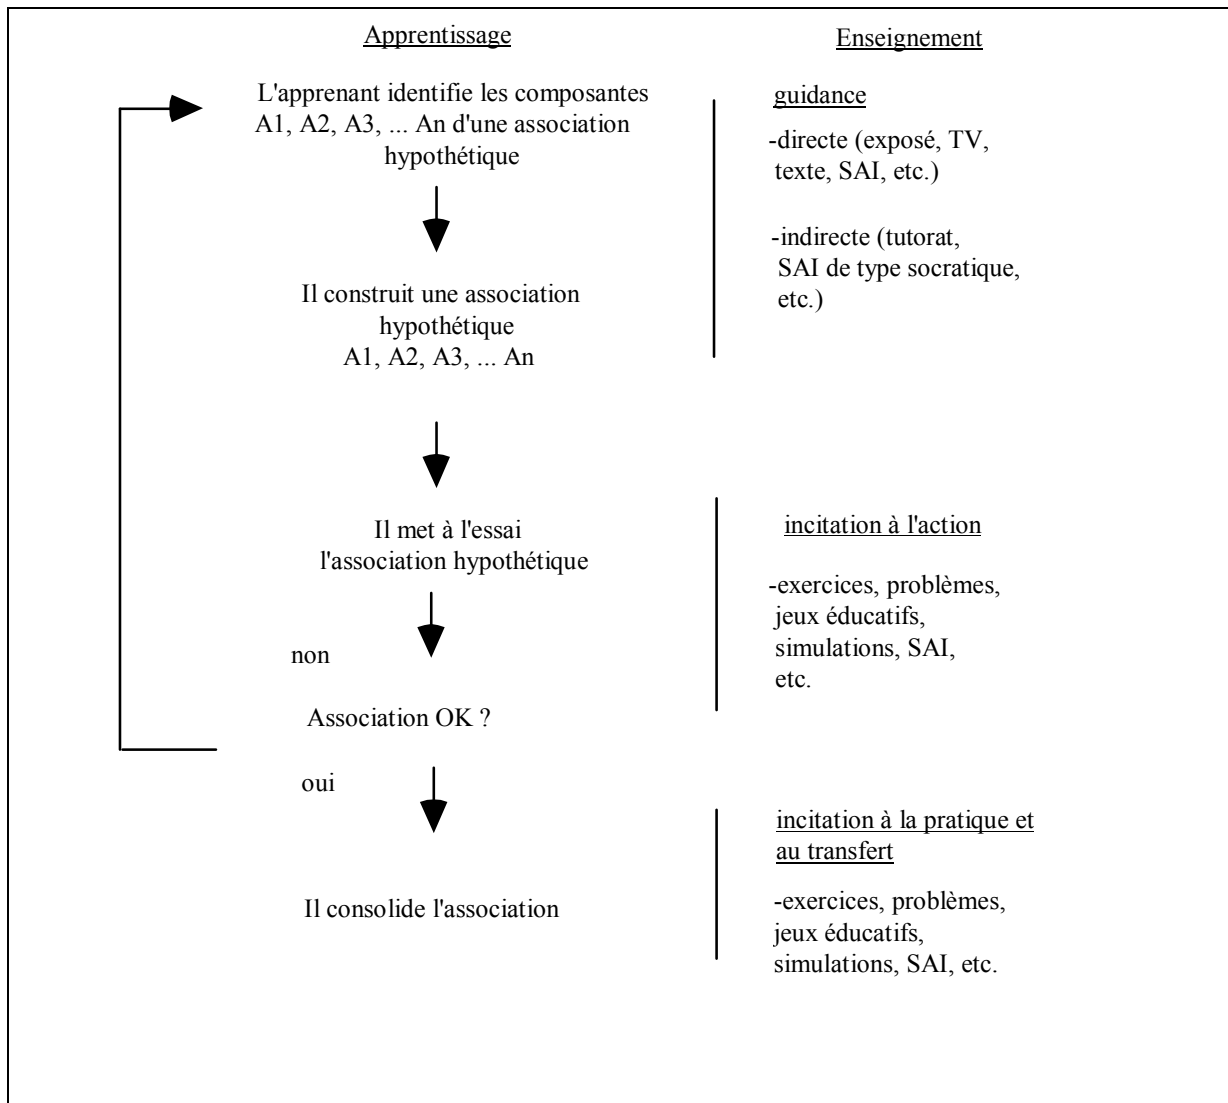 Apprentissage
L'apprenant identifie les composantes
A1, A2, A3, ... An d'une association
hypothétique
Il construit une association
hypothétique
A1, A2, A3, ... An
Il met à l'essai
l'association hypothétique
non
Association OK ?
oui
Il consolide l'association
Enseignement
guidance
-directe (exposé, TV,
texte, SAI, etc.)
-indirecte (tutorat,
SAI de type socratique,
etc.)
incitation à l'action
-exercices, problèmes,
jeux éducatifs,
simulations, SAI,
etc.
incitation à la pratique et
au transfert
-exercices, problèmes,
jeux éducatifs,
simulations, SAI, etc.